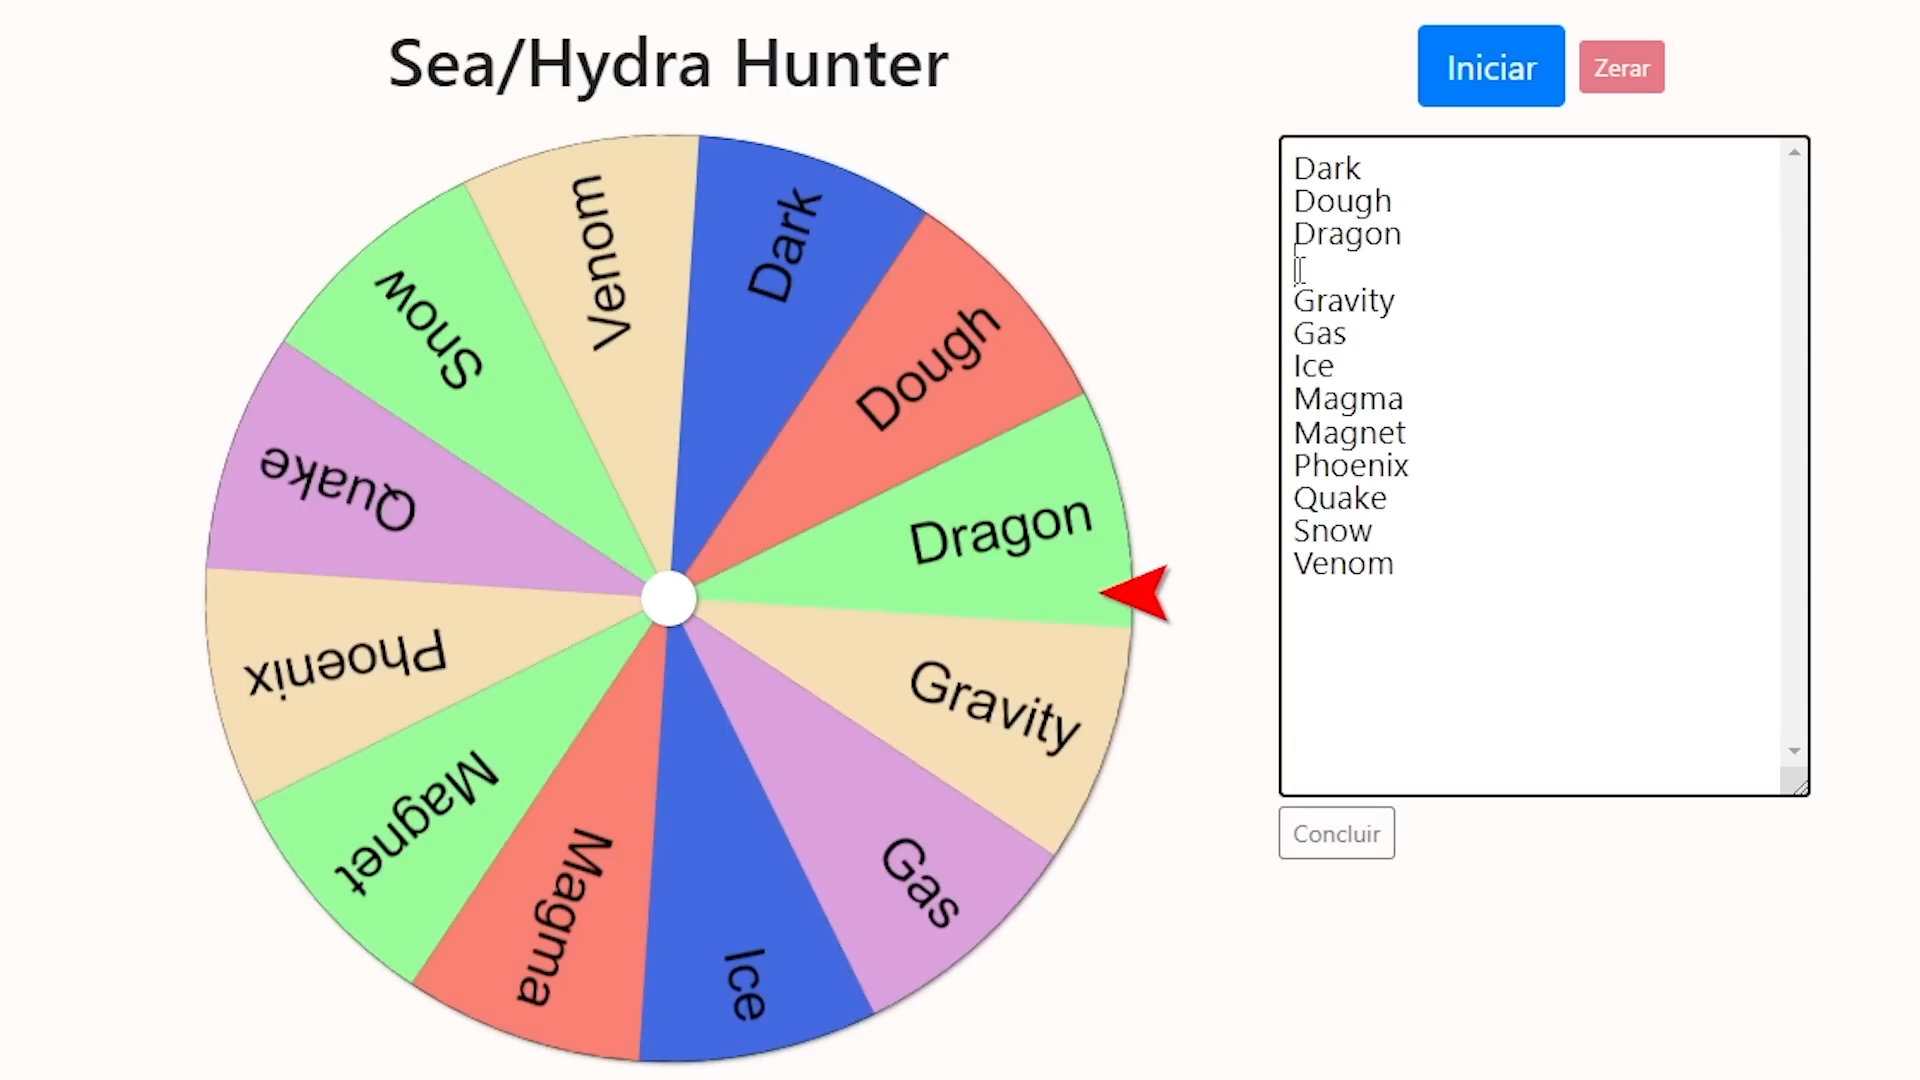 Sea/Hydra Hunter
Iniciar
Zerar
Venom
Dark
Dough
Dragon
Gravity
Gas
Ice
Magma
Magnet
Phoenix
Quake
Snow
Dark
Dough
Dragon
Gravity
Gas
Ice
Magma
Magnet
Phoenix
Quake
Snow
Venom
Concluir